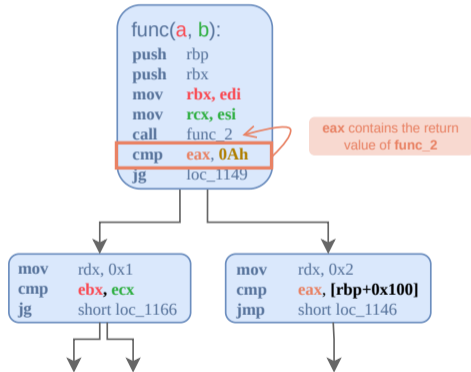 func(a, b):
push rbp
push rbx
mov rbx, edi
mov rcx, esi
call func_2
cmp eax, 0Ah
jg loc_1149
eax contains the return
value of func_2
mov rdx, 0x1
cmp ebx, ecx
jg short loc_1166
mov rdx, 0x2
cmp eax, [rbp+0x100]
jmp short loc_1146